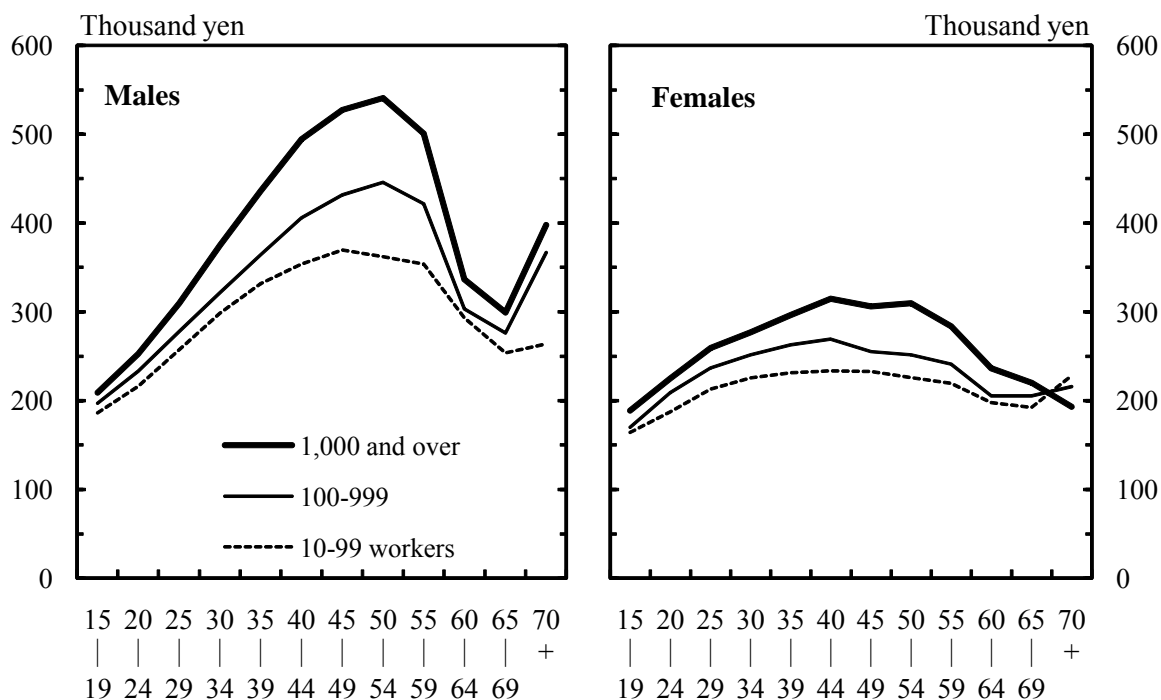 Thousand yen
600
500
400
300
200
100
0
Males
1,000 and over
100-999
10-99 workers
15 20 25 30 35 40 45 50 55 60 65 70
| | | | | | | | | | | +
19 24 29 34 39 44 49 54 59 64 69
Thousand yen
600
500
400
300
200
100
0
Females
15 20 25 30 35 40 45 50 55 60 65 70
| | | | | | | | | | | +
19 24 29 34 39 44 49 54 59 64 69